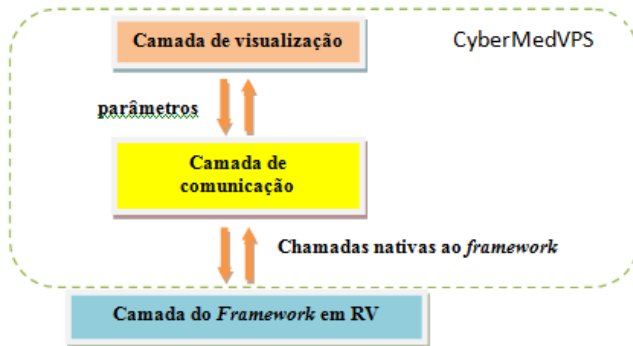 Camada de visualização
CyberMedVPS
parâmetros
Camada de
comunicação
Chamadas nativas ao framework
Camada do Framework em RV